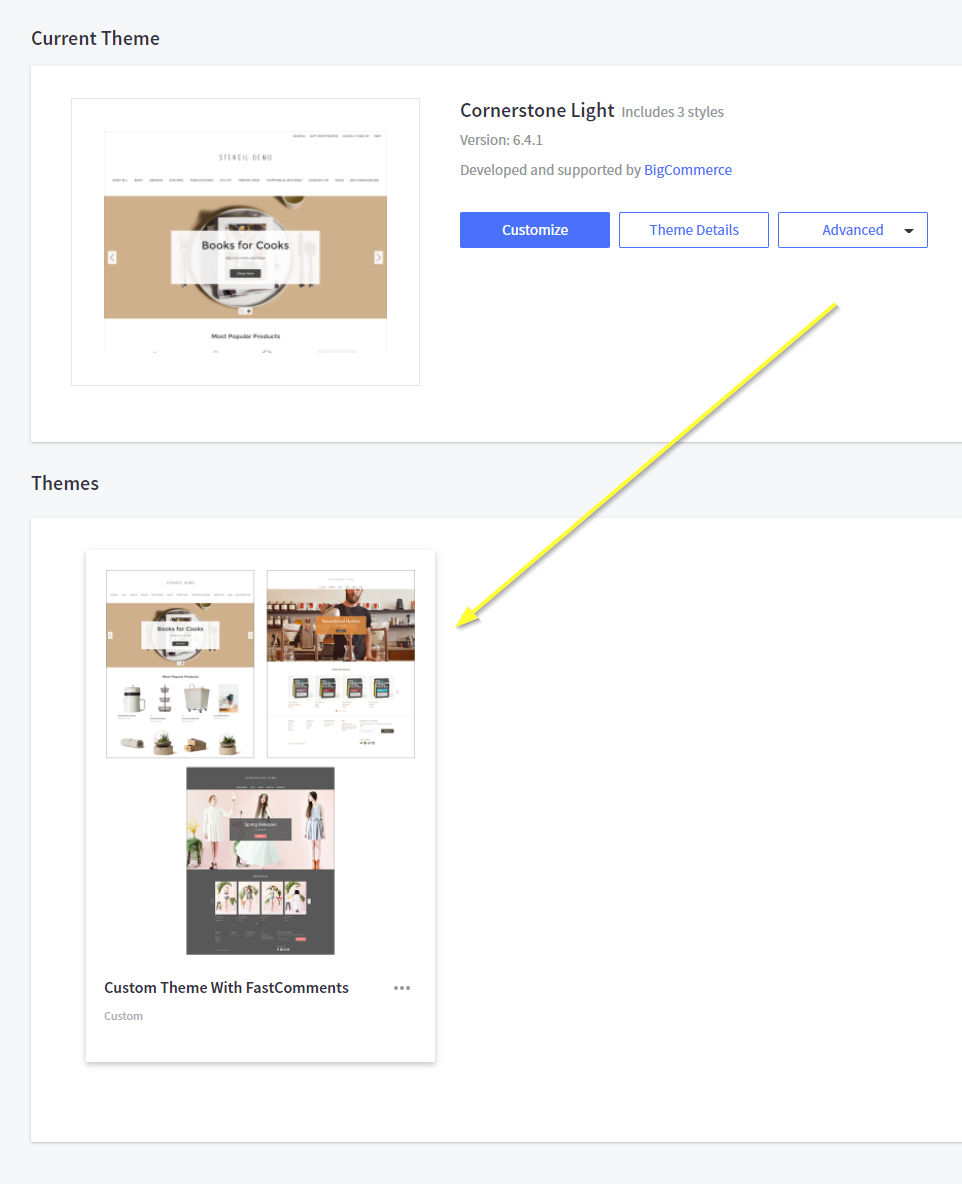 Current Theme
Cornerstone Light Includes 3 styles
Version: 6.4.1
Developed and supported by BigCommerce
Customize
Theme Details
Advanced
STENCIL DEMO
Books for Cooks
Shop Now
Most Popular Products
Themes
STENCIL DEMO
Books for Cooks
Most Popular Products
Spring Releases
Custom Theme With FastComments
Custom